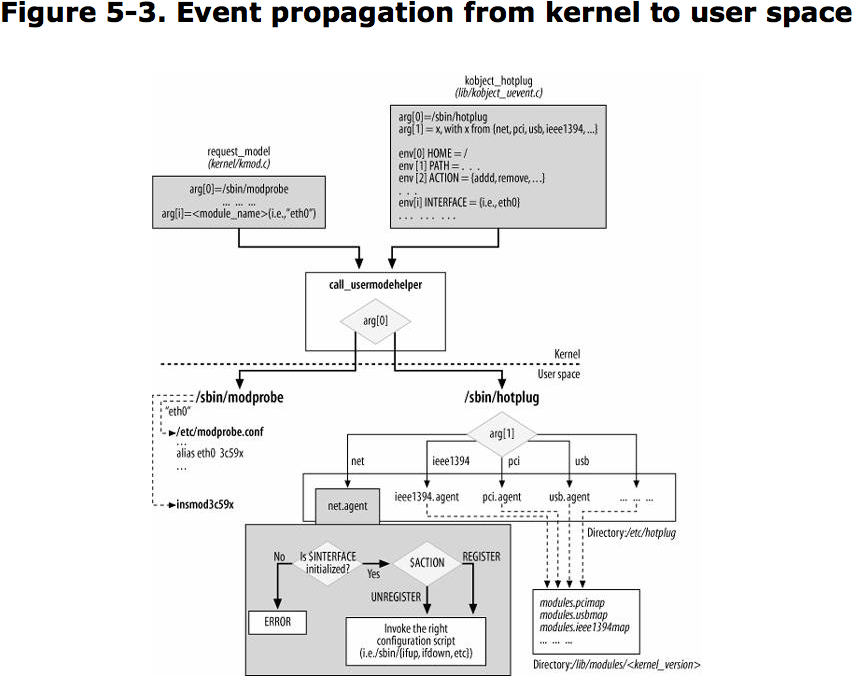 Figure 5-3. Event propagation from kernel to user space
kobject_hotplug
(lib/kobject_uevent.c)
arg[0]=/sbin/hotplug
arg[1] = x, with x from {net, pci, usb, ieee1394, ...}
env[0] HOME = /
env [1] PATH = . . .
env [2] ACTION = {addd, remove, . . .}
. . .
env[i] INTERFACE = {i.e., eth0}
. . . . . . . . .
request_model
(kernel/kmod.c)
arg[0]=/sbin/modprobe
... ... ...
arg[i]=<module_name>(i.e.,"eth0")
call_usermodehelper
arg[0]
Kernel
User space
/sbin/modprobe
"eth0"
/etc/modprobe.conf
...
alias eth0 3c59x
...
insmod3c59x
/sbin/hotplug
arg[1]
net
ieee1394
pci
usb
net.agent
ieee1394.agent
pci.agent
usb.agent
... ... ...
Directory:/etc/hotplug
No
Is $INTERFACE
initialized?
Yes
$ACTION
REGISTER
UNREGISTER
ERROR
Invoke the right
configuration script
(i.e./sbin/{ifup, ifdown, etc})
modules.pcimap
modules.usbmap
modules.ieee1394map
... ... ...
Directory:/lib/modules/<kernel_version>